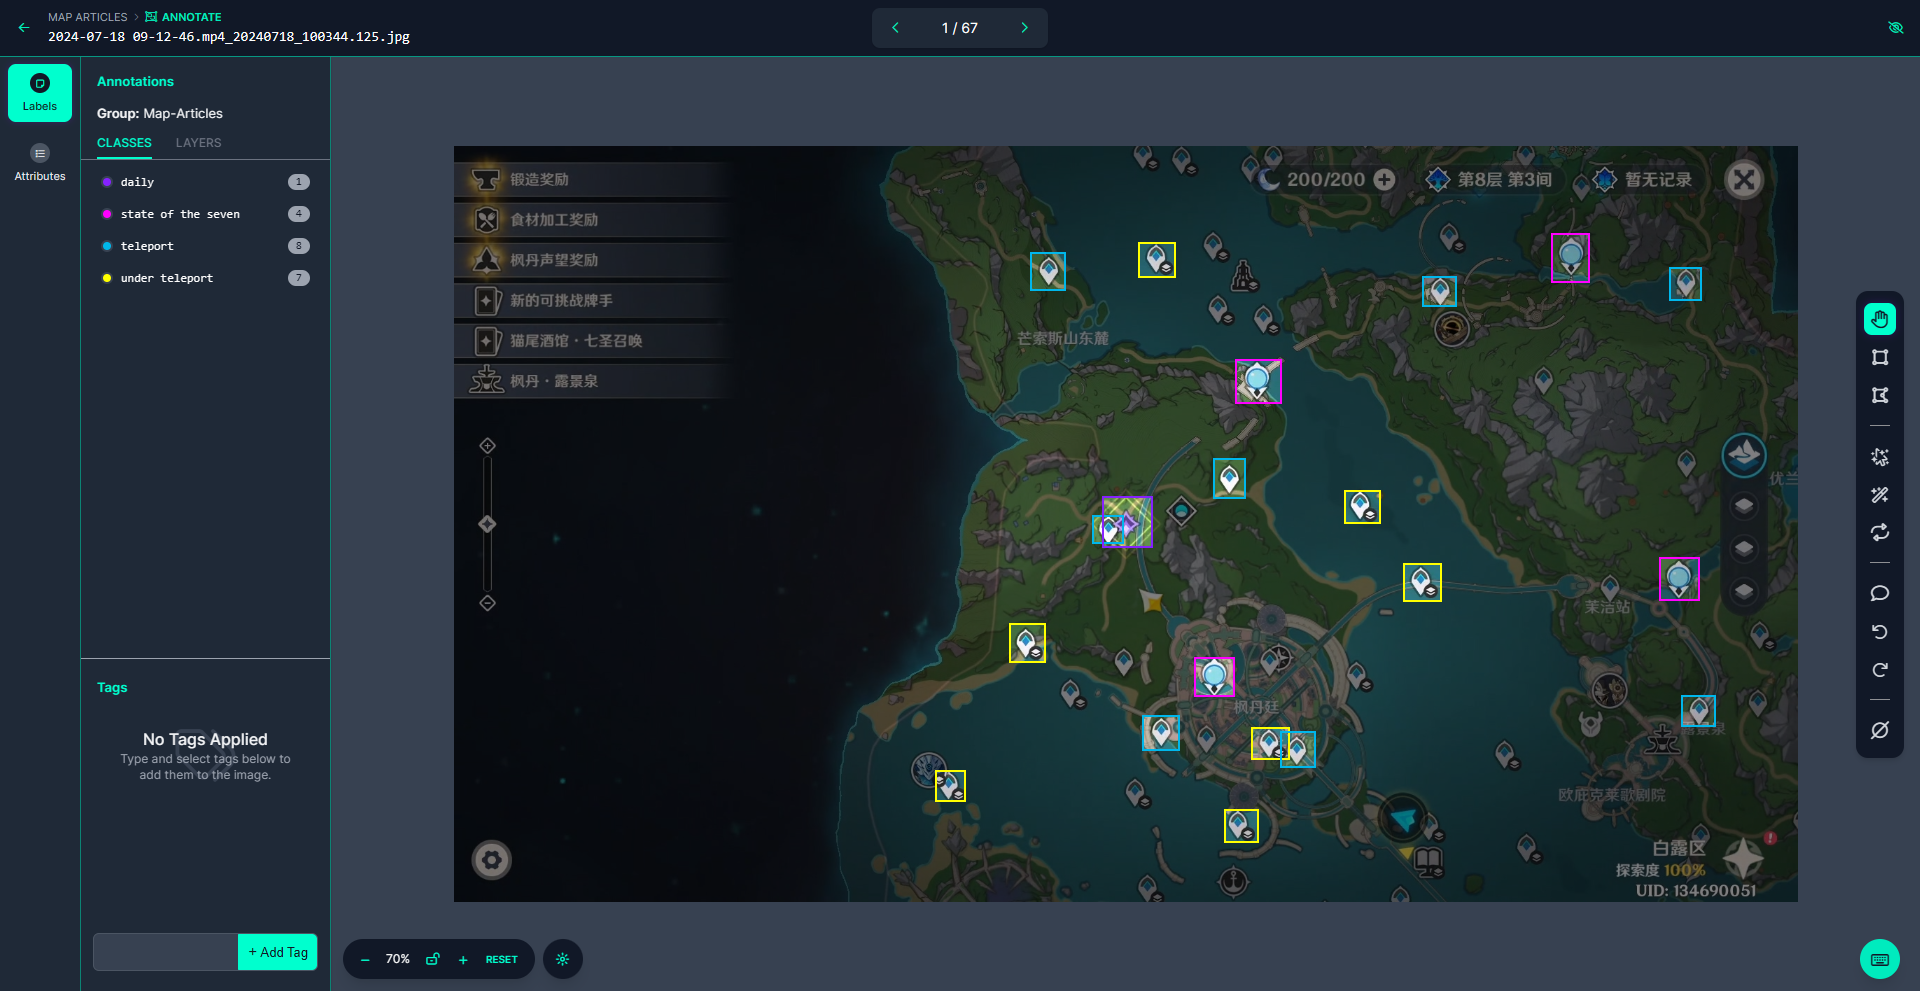 MAP ARTICLES > ANNOTATE
2024-07-18 09-12-46.mp4_20240718_100344.125.jpg
1 / 67
Labels
Attributes
Annotations
Group: Map-Articles
CLASSES LAYERS
daily 1
state of the seven 4
teleport 8
under teleport 7
Tags
No Tags Applied
Type and select tags below to
add them to the image.
+ Add Tag
锻造奖励
食材加工奖励
枫丹声望奖励
新的可挑战牌手
猫尾酒馆·七圣召唤
枫丹·露景泉
200/200
第8层 第3间
暂无记录
芒索斯山东麓
茉洁站
枫丹廷
露景泉
欧庇克莱歌剧院
白露区
探索度 100%
UID: 134690051
70%
RESET